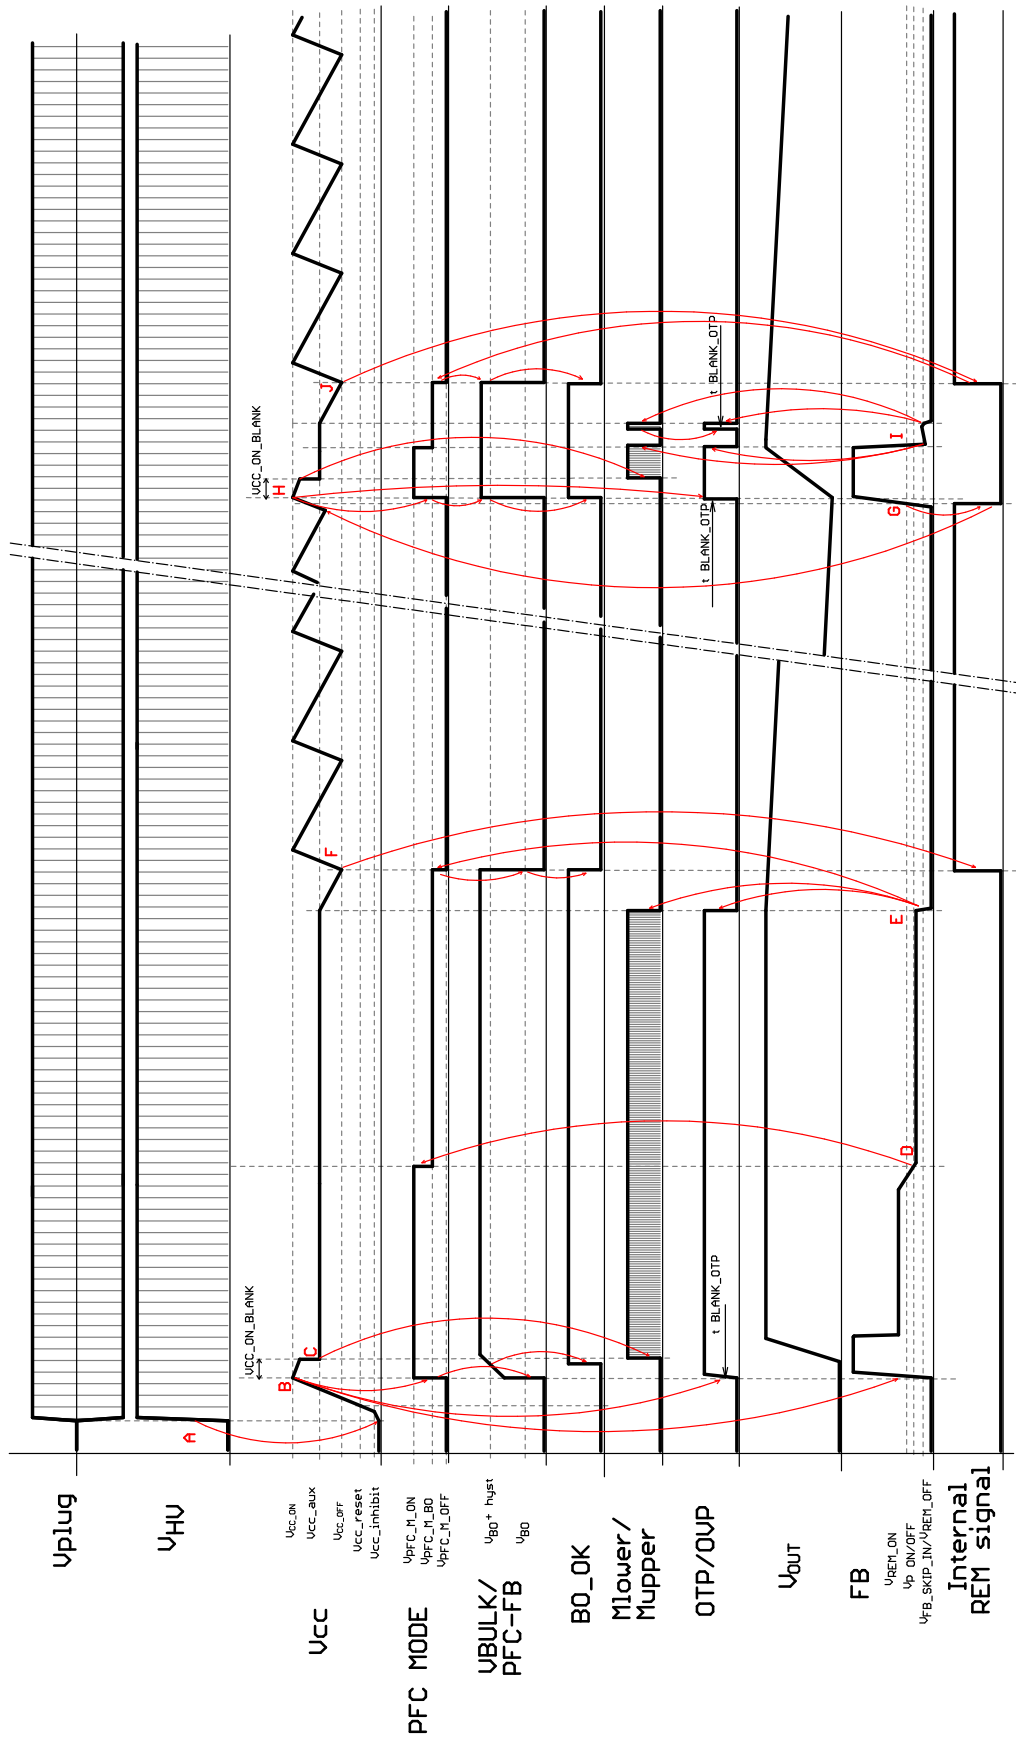 Vplug
VHV
Vcc
VCC_ON
Vcc_aux
VCC_OFF
Vcc_reset
Vcc_inhibit
PFC MODE
VPFC_M_ON
VPFC_M_BO
VPFC_M_OFF
VBULK/
PFC-FB
VBO+ hyst
VBO
BO_OK
Mlower/
Mupper
OTP/OVP
VOUT
FB
VREM_ON
Vp ON/OFF
VFB_SKIP_IN/VREM_OFF
Internal
REM signal
A
B
C
D
E
F
G
H
I
J
VCC_ON_BLANK
VCC_ON_BLANK
t BLANK_OTP
t BLANK_OTP
t BLANK_OTP